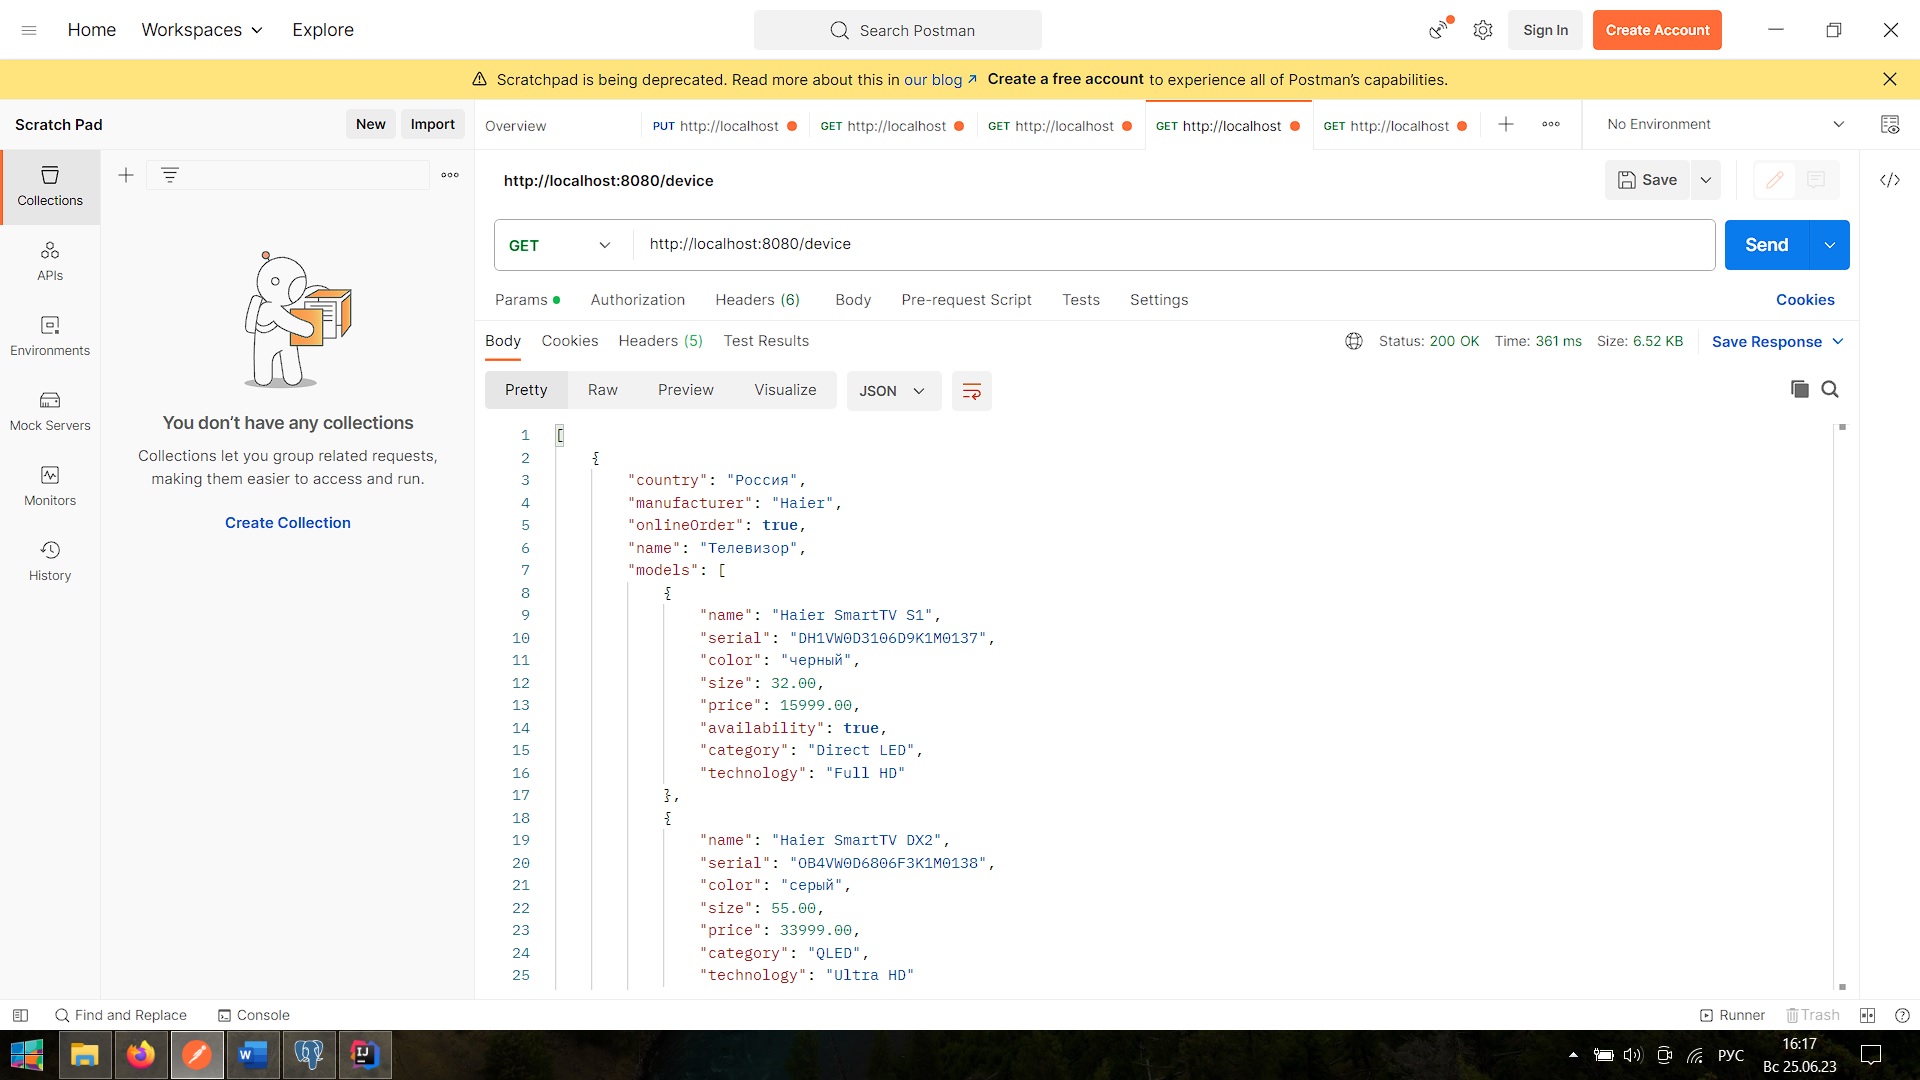 Home Workspaces Explore Search Postman Sign In Create Account
Scratchpad is being deprecated. Read more about this in our blog ↗ Create a free account to experience all of Postman’s capabilities.
Scratch Pad New Import Overview PUT http://localhost GET http://localhost GET http://localhost GET http://localhost GET http://localhost No Environment
Collections
APIs
Environments
Mock Servers
Monitors
History
You don’t have any collections
Collections let you group related requests,
making them easier to access and run.
Create Collection
http://localhost:8080/device Save
GET http://localhost:8080/device Send
Params Authorization Headers (6) Body Pre-request Script Tests Settings Cookies
Body Cookies Headers (5) Test Results Status: 200 OK Time: 361 ms Size: 6.52 KB Save Response
Pretty Raw Preview Visualize JSON
1 [
2 {
3 "country": "Россия",
4 "manufacturer": "Haier",
5 "onlineOrder": true,
6 "name": "Телевизор",
7 "models": [
8 {
9 "name": "Haier SmartTV S1",
10 "serial": "DH1VW0D3106D9K1M0137",
11 "color": "черный",
12 "size": 32.00,
13 "price": 15999.00,
14 "availability": true,
15 "category": "Direct LED",
16 "technology": "Full HD"
17 },
18 {
19 "name": "Haier SmartTV DX2",
20 "serial": "OB4VW0D6806F3K1M0138",
21 "color": "серый",
22 "size": 55.00,
23 "price": 33999.00,
24 "category": "QLED",
25 "technology": "Ultra HD"
Find and Replace Console Runner Trash
РУС 16:17
Вс 25.06.23